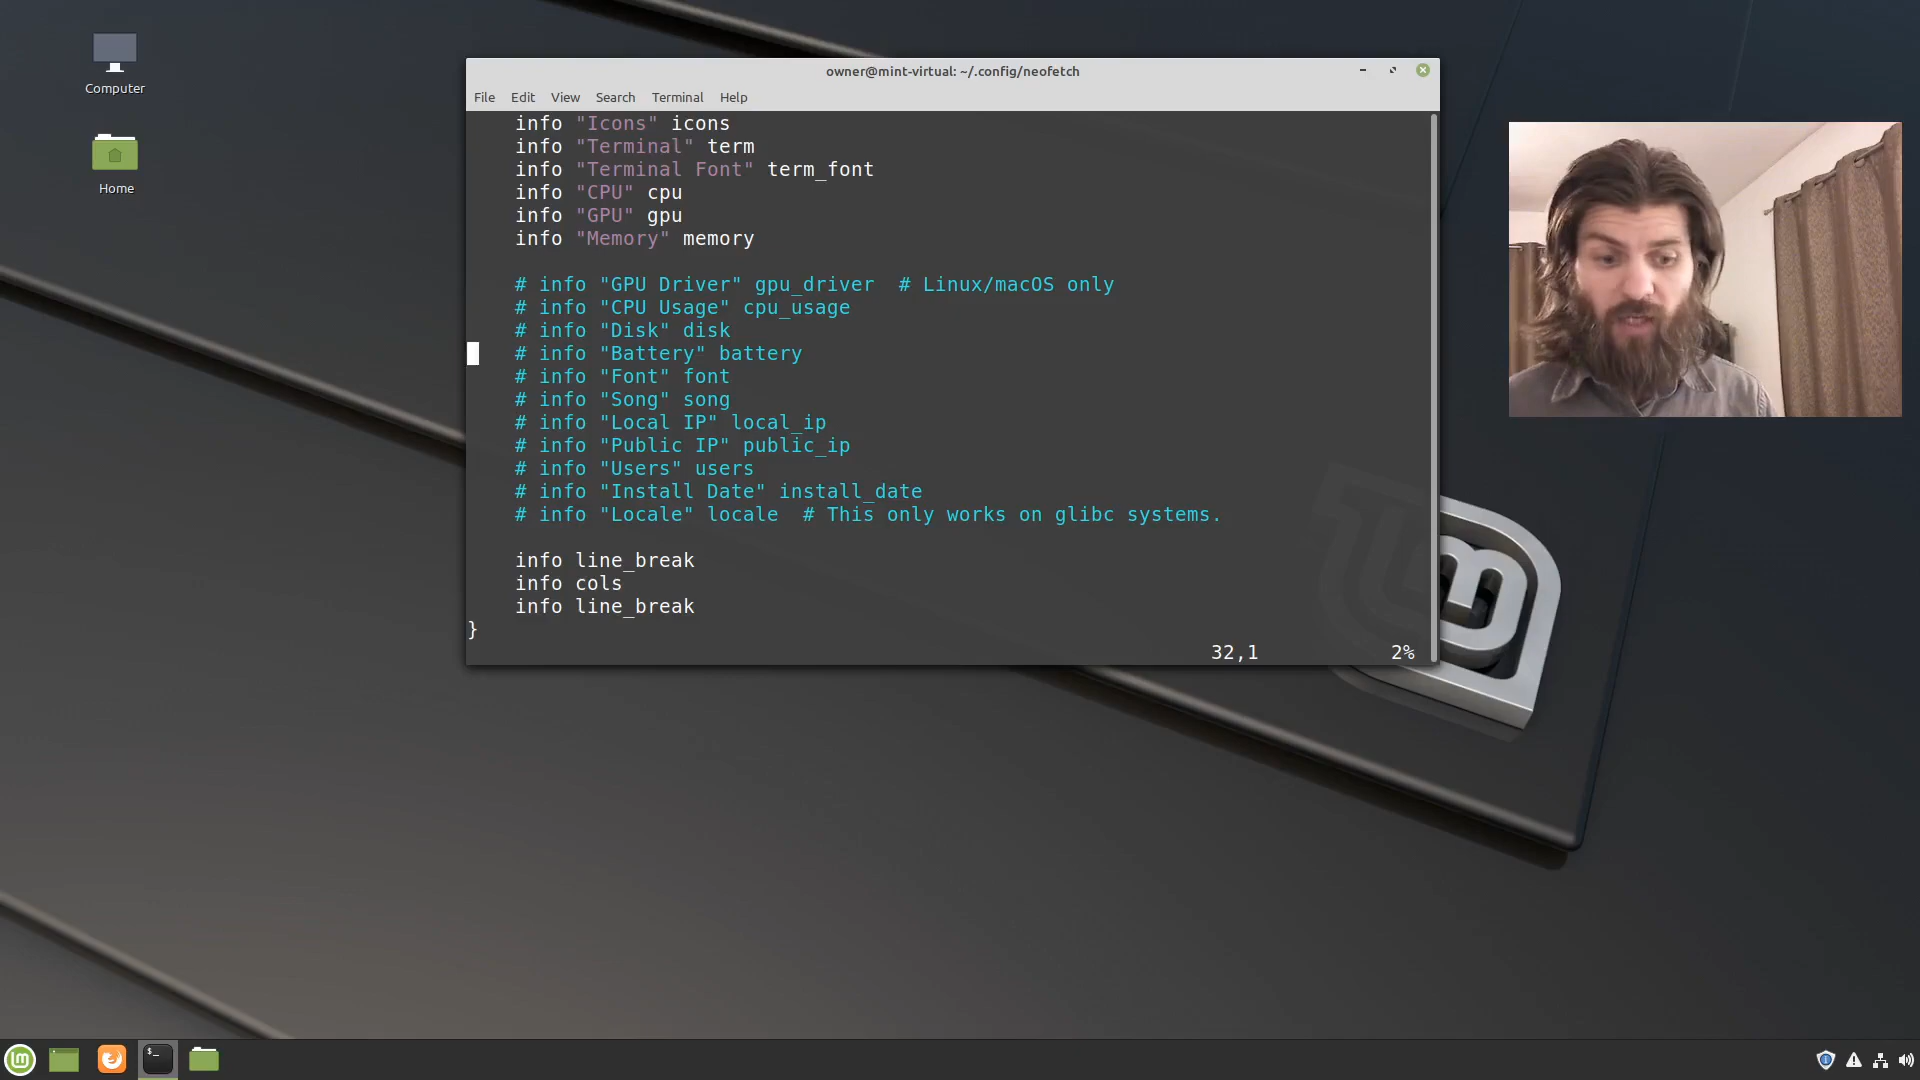 Computer
Home
owner@mint-virtual: ~/.config/neofetch
File Edit View Search Terminal Help
info "Icons" icons
info "Terminal" term
info "Terminal Font" term_font
info "CPU" cpu
info "GPU" gpu
info "Memory" memory
# info "GPU Driver" gpu_driver  # Linux/macOS only
# info "CPU Usage" cpu_usage
# info "Disk" disk
# info "Battery" battery
# info "Font" font
# info "Song" song
# info "Local IP" local_ip
# info "Public IP" public_ip
# info "Users" users
# info "Install Date" install_date
# info "Locale" locale  # This only works on glibc systems.
info line_break
info cols
info line_break
}
32,1 2%